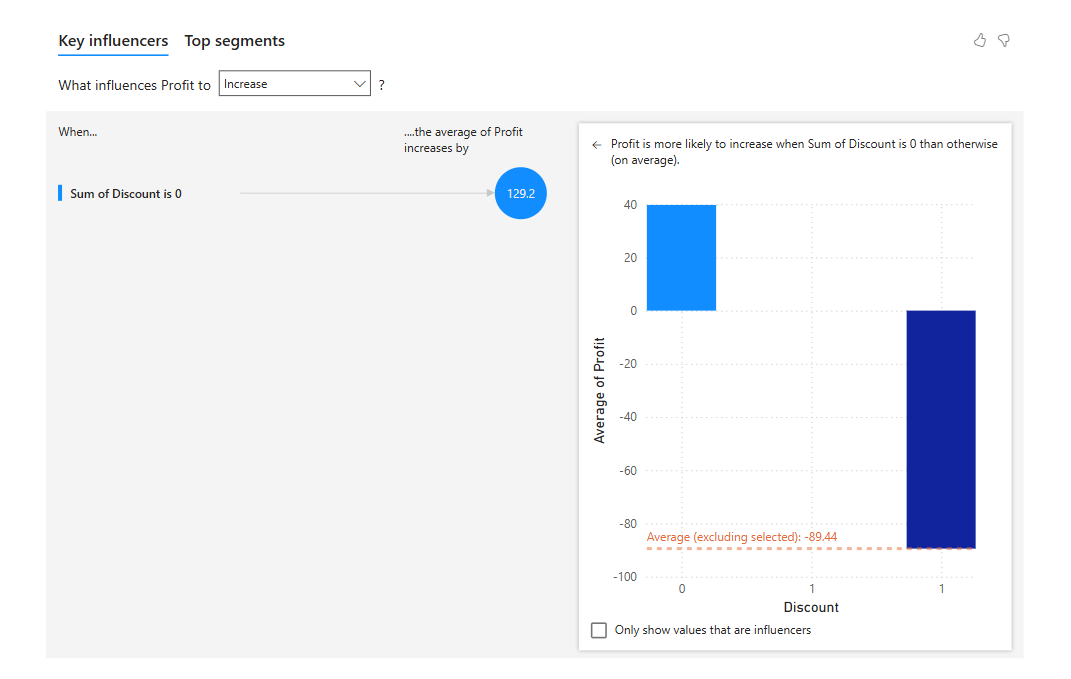 Key influencers Top segments
What influences Profit to Increase ?
When...
....the average of Profit
increases by
Sum of Discount is 0
129.2
Profit is more likely to increase when Sum of Discount is 0 than otherwise
(on average).
40
20
0
-20
-40
-60
-80
-100
Average of Profit
Average (excluding selected): -89.44
0 1 1
Discount
Only show values that are influencers